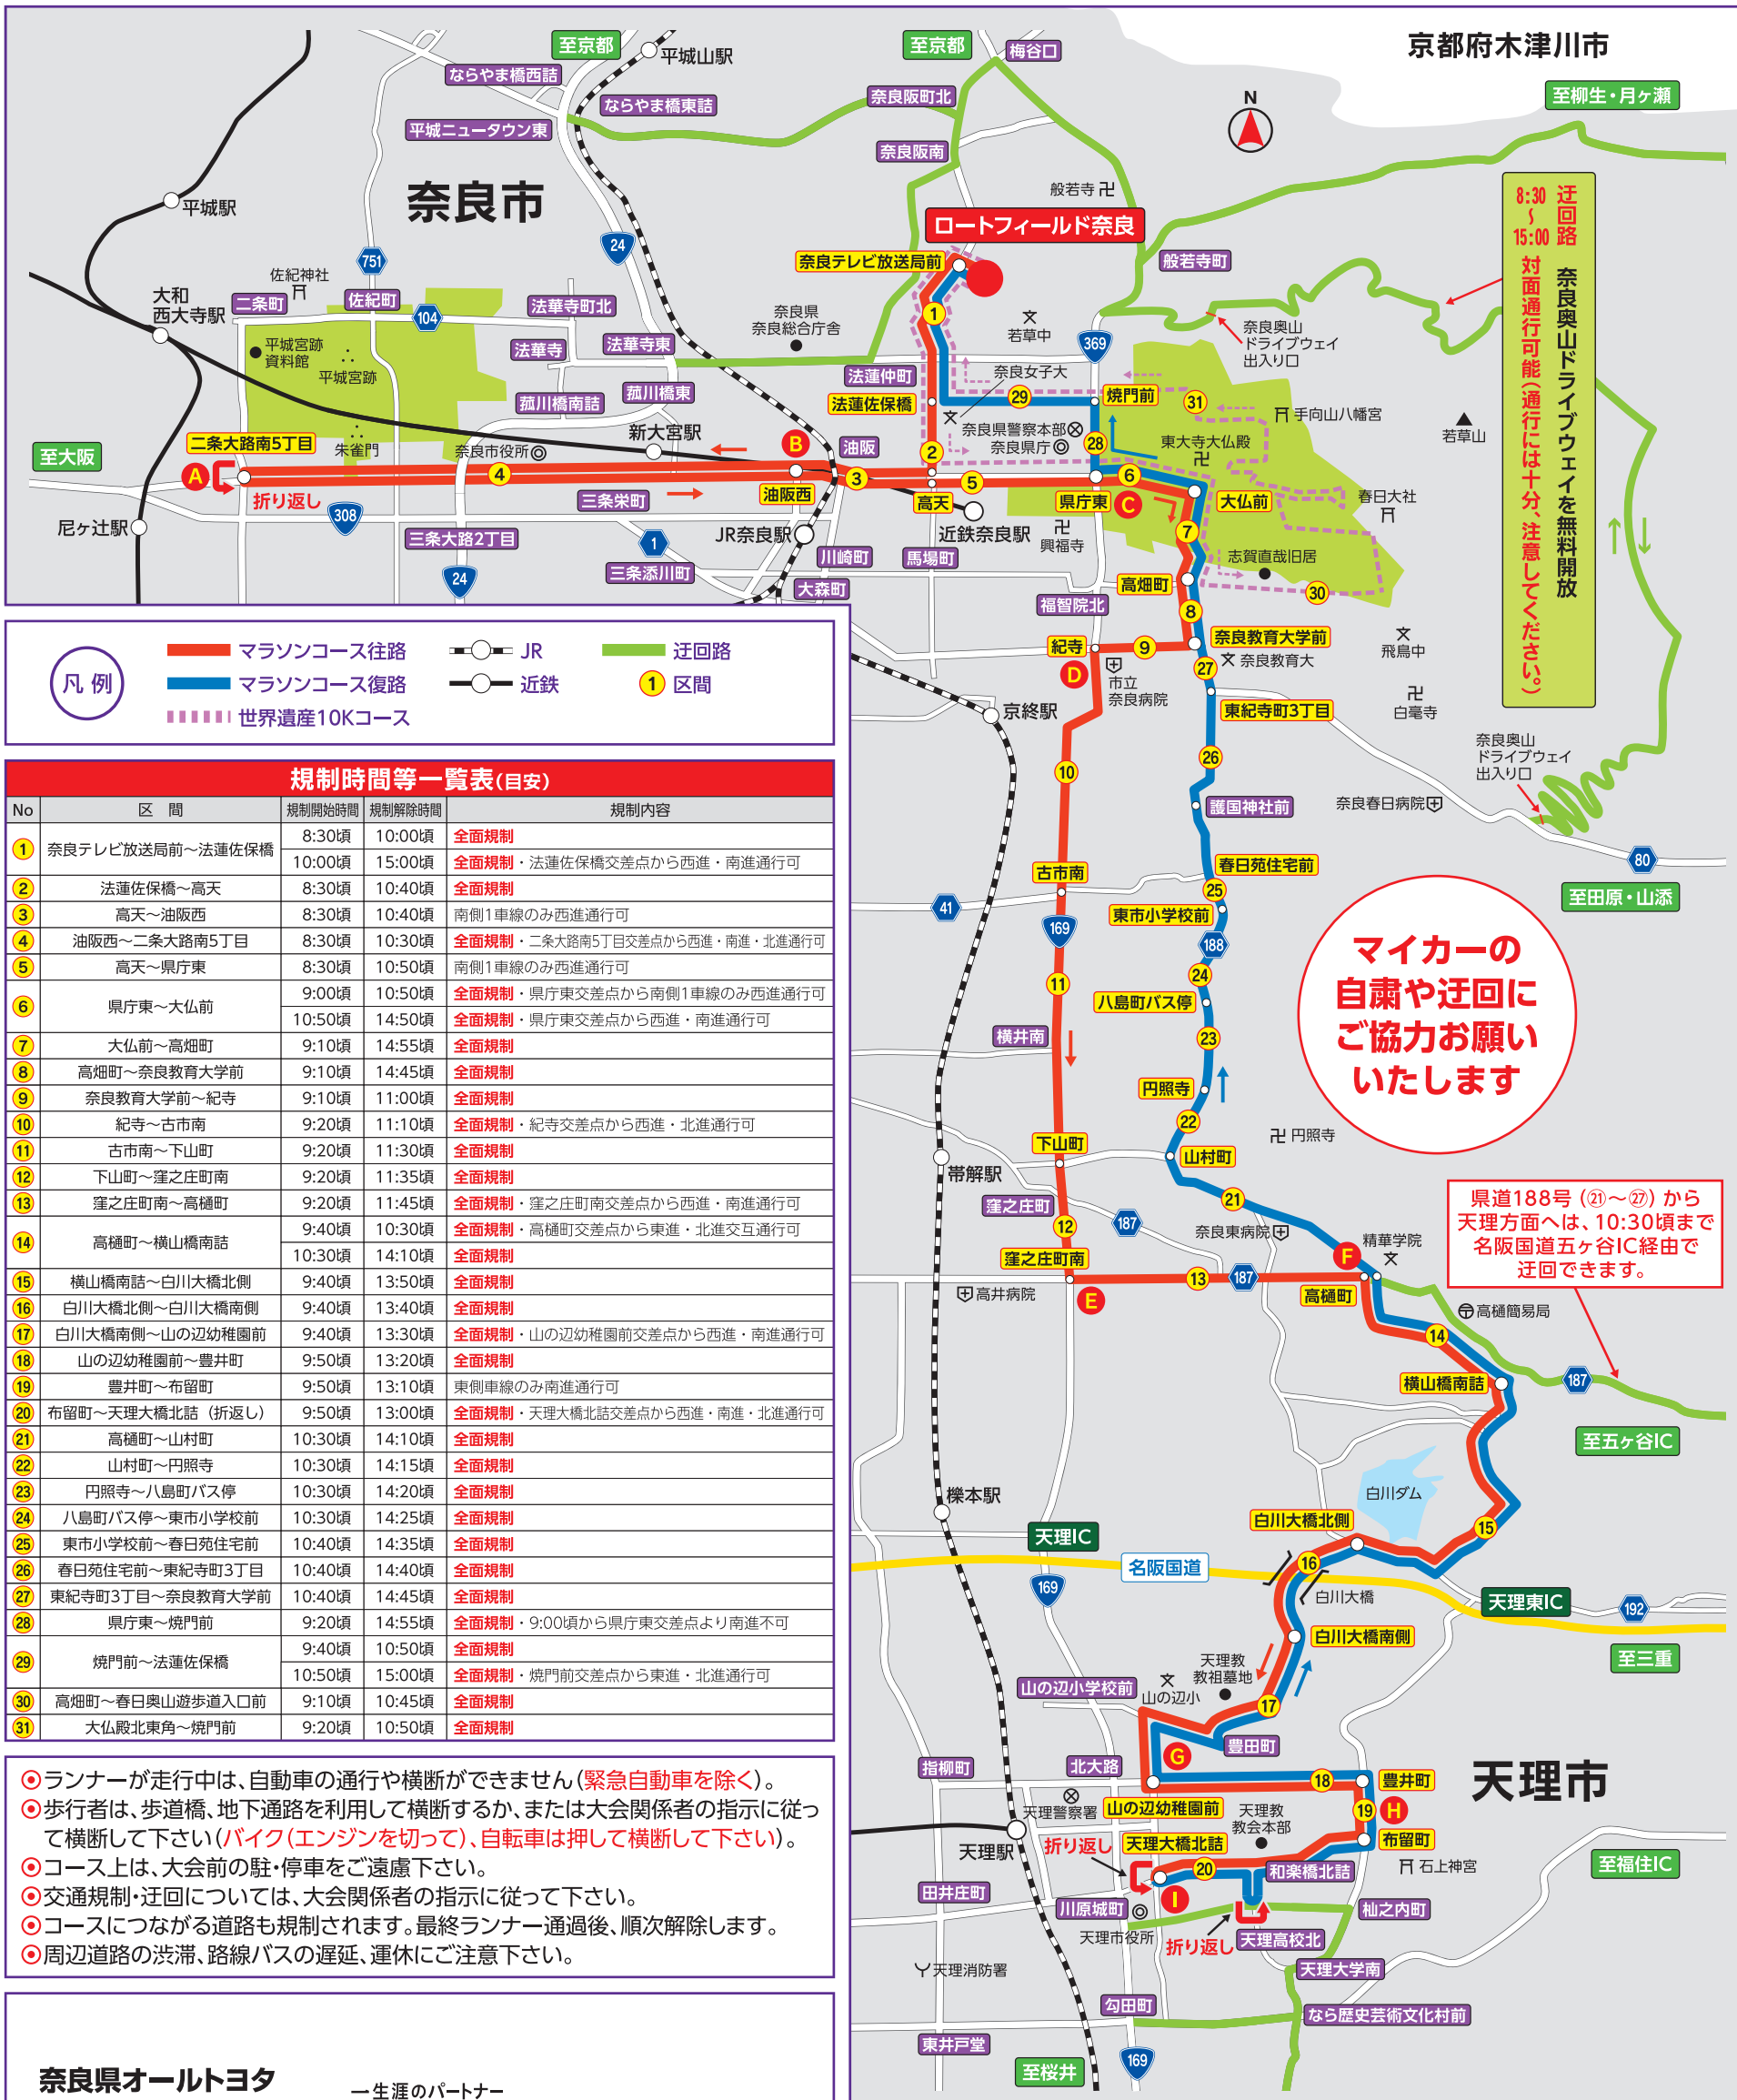 京都府木津川市
至京都
平城山駅
至京都
梅谷口
ならやま橋西詰
ならやま橋東詰
奈良阪町北
至柳生・月ヶ瀬
平城ニュータウン東
奈良阪南
N
般若寺
奈良市
平城駅
ロートフィールド奈良
24
奈良テレビ放送局前
般若寺町
751
佐紀神社
大和
西大寺駅
二条町
佐紀町
104
法華寺町北
奈良県
奈良総合庁舎
1
若草中
369
奈良奥山
ドライブウェイ
出入り口
平城宮跡
資料館
平城宮跡
法華寺
法華寺東
法蓮仲町
奈良女子大
菰川橋南詰
菰川橋東
法蓮佐保橋
29
焼門前
31
手向山八幡宮
若草山
二条大路南5丁目
朱雀門
奈良市役所
新大宮駅
B
油阪
奈良県警察本部
奈良県庁
28
東大寺大仏殿
至大阪
A
折り返し
4
油阪西
3
2
高天
5
県庁東
C
6
大仏前
春日大社
308
三条栄町
尼ヶ辻駅
三条大路2丁目
1
JR奈良駅
近鉄奈良駅
興福寺
7
川崎町
馬場町
志賀直哉旧居
24
三条添川町
大森町
高畑町
福智院北
30
8
8:30
〜
15:00
迂回路
奈良奥山ドライブウェイを無料開放
対面通行可能(通行には十分、注意してください。)
凡例
マラソンコース往路
JR
迂回路
マラソンコース復路
近鉄
1 区間
世界遺産10Kコース
紀寺
9
奈良教育大学前
D
市立
奈良病院
27
奈良教育大
飛鳥中
京終駅
東紀寺町3丁目
白毫寺
10
26
奈良奥山
ドライブウェイ
出入り口
護国神社前
奈良春日病院
80
古市南
春日苑住宅前
至田原・山添
41
25
169
東市小学校前
188
11
24
八島町バス停
横井南
23
マイカーの
自粛や迂回に
ご協力お願い
いたします
円照寺
22
下山町
円照寺
帯解駅
山村町
窪之庄町
21
12
187
奈良東病院
窪之庄町南
精華学院
F
高井病院
E
13
187
高樋町
高樋簡易局
県道188号(㉑〜㉗)から
天理方面へは、10:30頃まで
名阪国道五ヶ谷IC経由で
迂回できます。
14
横山橋南詰
187
至五ヶ谷IC
白川ダム
櫟本駅
白川大橋北側
15
天理IC
名阪国道
16
169
白川大橋
天理東IC
192
白川大橋南側
至三重
天理教
教祖墓地
山の辺小学校前
山の辺小
17
豊田町
G
指柳町
北大路
18
豊井町
天理市
天理警察署
山の辺幼稚園前
天理教
教会本部
19
H
天理駅
折り返し
天理大橋北詰
布留町
20
和楽橋北詰
石上神宮
至福住IC
田井庄町
I
川原城町
杣之内町
天理市役所
折り返し
天理高校北
天理消防署
天理大学南
勾田町
なら歴史芸術文化村前
東井戸堂
至桜井
169
規制時間等一覧表(目安)
No 区間 規制開始時間 規制解除時間 規制内容
1 奈良テレビ放送局前〜法蓮佐保橋 8:30頃 10:00頃 全面規制
10:00頃 15:00頃 全面規制・法蓮佐保橋交差点から西進・南進通行可
2 法蓮佐保橋〜高天 8:30頃 10:40頃 全面規制
3 高天〜油阪西 8:30頃 10:40頃 南側1車線のみ西進通行可
4 油阪西〜二条大路南5丁目 8:30頃 10:30頃 全面規制・二条大路南5丁目交差点から西進・南進・北進通行可
5 高天〜県庁東 8:30頃 10:50頃 南側1車線のみ西進通行可
6 県庁東〜大仏前 9:00頃 10:50頃 全面規制・県庁東交差点から南側1車線のみ西進通行可
10:50頃 14:50頃 全面規制・県庁東交差点から西進・南進通行可
7 大仏前〜高畑町 9:10頃 14:55頃 全面規制
8 高畑町〜奈良教育大学前 9:10頃 14:45頃 全面規制
9 奈良教育大学前〜紀寺 9:10頃 11:00頃 全面規制
10 紀寺〜古市南 9:20頃 11:10頃 全面規制・紀寺交差点から西進・北進通行可
11 古市南〜下山町 9:20頃 11:30頃 全面規制
12 下山町〜窪之庄町南 9:20頃 11:35頃 全面規制
13 窪之庄町南〜高樋町 9:20頃 11:45頃 全面規制・窪之庄町南交差点から西進・南進通行可
14 高樋町〜横山橋南詰 9:40頃 10:30頃 全面規制・高樋町交差点から東進・北進交互通行可
10:30頃 14:10頃 全面規制
15 横山橋南詰〜白川大橋北側 9:40頃 13:50頃 全面規制
16 白川大橋北側〜白川大橋南側 9:40頃 13:40頃 全面規制
17 白川大橋南側〜山の辺幼稚園前 9:40頃 13:30頃 全面規制・山の辺幼稚園前交差点から西進・南進通行可
18 山の辺幼稚園前〜豊井町 9:50頃 13:20頃 全面規制
19 豊井町〜布留町 9:50頃 13:10頃 東側車線のみ南進通行可
20 布留町〜天理大橋北詰(折返し) 9:50頃 13:00頃 全面規制・天理大橋北詰交差点から西進・南進・北進通行可
21 高樋町〜山村町 10:30頃 14:10頃 全面規制
22 山村町〜円照寺 10:30頃 14:15頃 全面規制
23 円照寺〜八島町バス停 10:30頃 14:20頃 全面規制
24 八島町バス停〜東市小学校前 10:30頃 14:25頃 全面規制
25 東市小学校前〜春日苑住宅前 10:40頃 14:35頃 全面規制
26 春日苑住宅前〜東紀寺町3丁目 10:40頃 14:40頃 全面規制
27 東紀寺町3丁目〜奈良教育大学前 10:40頃 14:45頃 全面規制
28 県庁東〜焼門前 9:20頃 14:55頃 全面規制・9:00頃から県庁東交差点より南進不可
29 焼門前〜法蓮佐保橋 9:40頃 10:50頃 全面規制
10:50頃 15:00頃 全面規制・焼門前交差点から東進・北進通行可
30 高畑町〜春日奥山遊歩道入口前 9:10頃 10:45頃 全面規制
31 大仏殿北東角〜焼門前 9:20頃 10:50頃 全面規制
⦿ランナーが走行中は、自動車の通行や横断ができません(緊急自動車を除く)。
⦿歩行者は、歩道橋、地下通路を利用して横断するか、または大会関係者の指示に従っ
て横断して下さい(バイク(エンジンを切って)、自転車は押して横断して下さい)。
⦿コース上は、大会前の駐・停車をご遠慮下さい。
⦿交通規制・迂回については、大会関係者の指示に従って下さい。
⦿コースにつながる道路も規制されます。最終ランナー通過後、順次解除します。
⦿周辺道路の渋滞、路線バスの遅延、運休にご注意下さい。
奈良県オールトヨタ
一生涯のパートナー